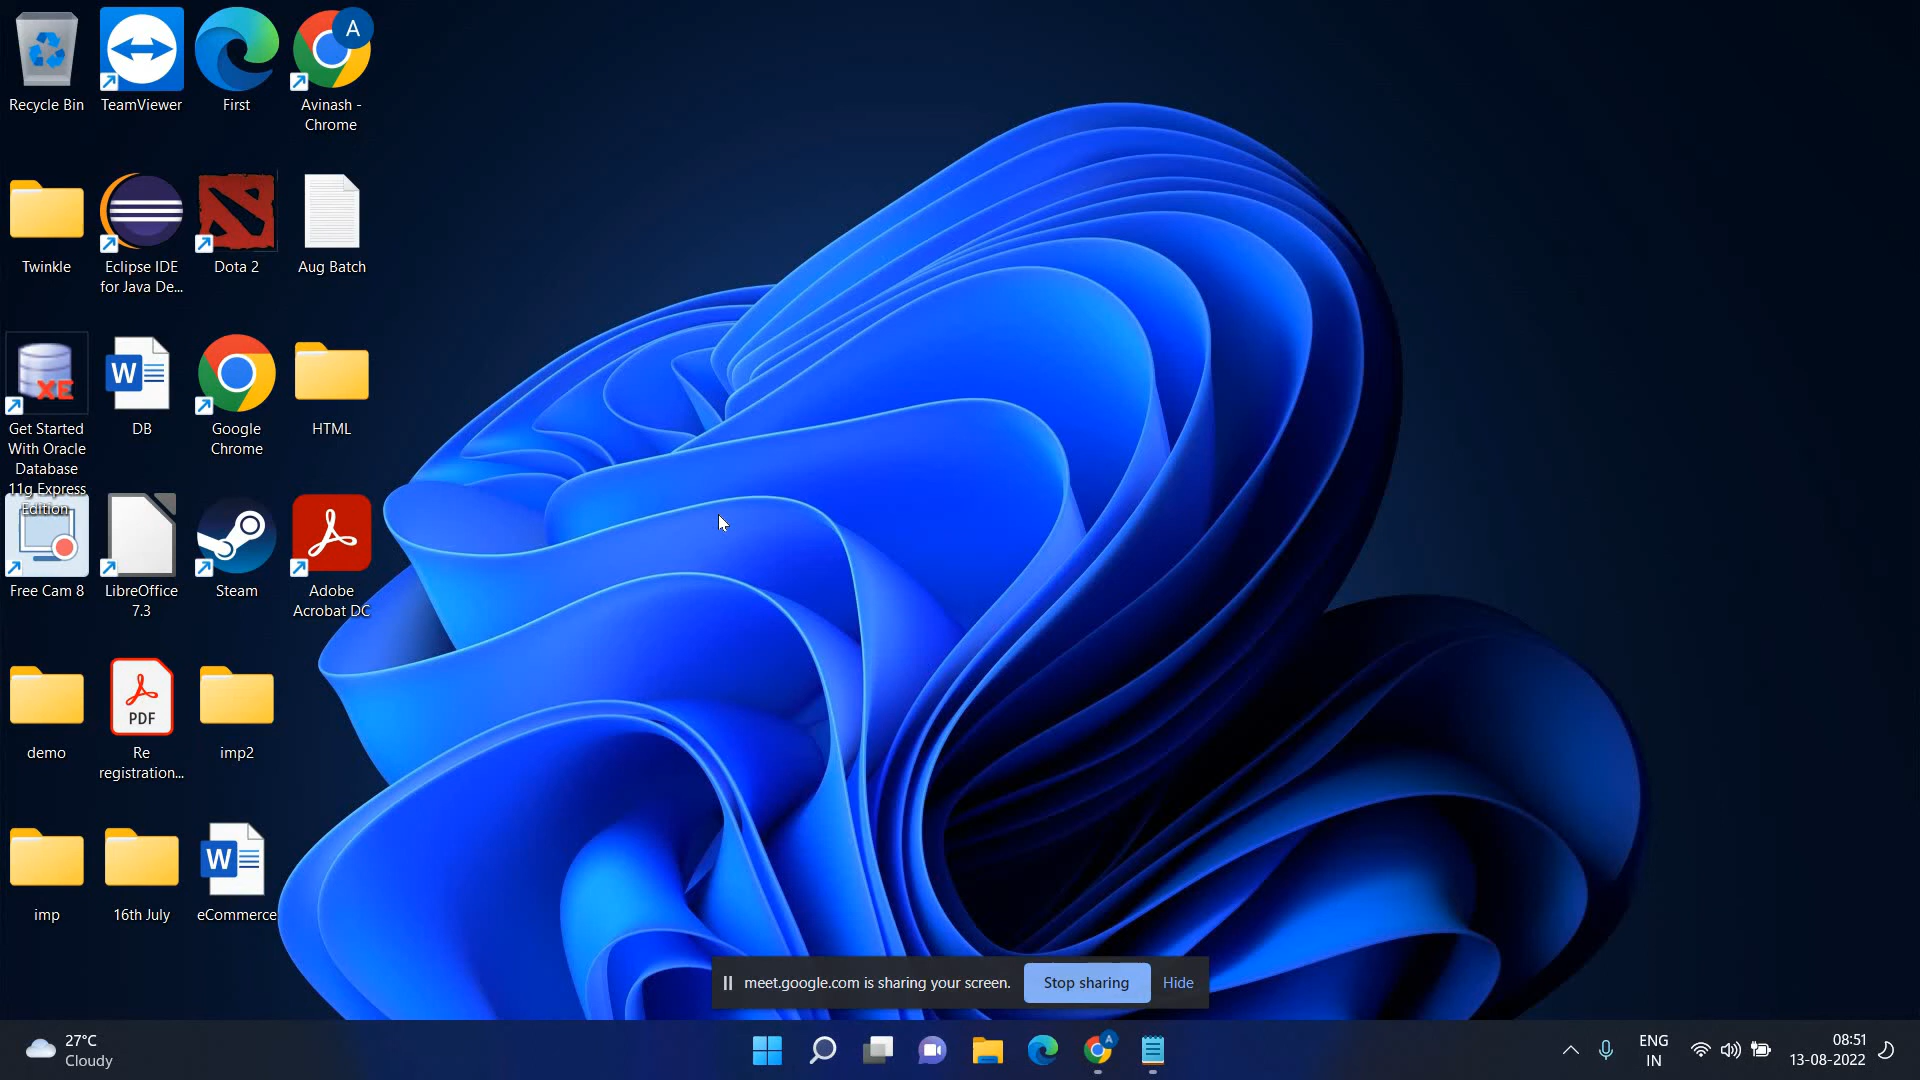 Recycle Bin
TeamViewer
First
A
Avinash -
Chrome
Twinkle
Eclipse IDE
for Java De...
Dota 2
Aug Batch
XE
Get Started
With Oracle
Database
11g Express
Edition
W
DB
Google
Chrome
HTML
Free Cam 8
LibreOffice
7.3
Steam
Adobe
Acrobat DC
demo
PDF
Re
registration...
imp2
imp
16th July
W
eCommerce
meet.google.com is sharing your screen.
Stop sharing
Hide
27°C
Cloudy
A
ENG
IN
08:51
13-08-2022